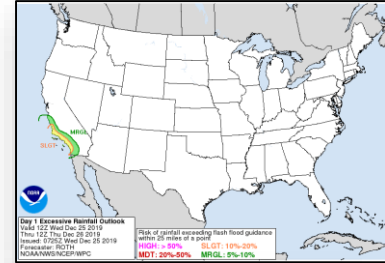 MRGL
SLGT
NOAA
Day 1 Excessive Rainfall Outlook
Valid 12Z Wed Dec 25 2019
Thru 12Z Thu Dec 26 2019
Issued: 0725Z Wed Dec 25 2019
Forecaster: ROTH
NOAA/NWS/NCEP/WPC
Risk of rainfall exceeding flash flood guidance
within 25 miles of a point
HIGH: > 50% SLGT: 10%-20%
MDT: 20%-50% MRGL: 5%-10%